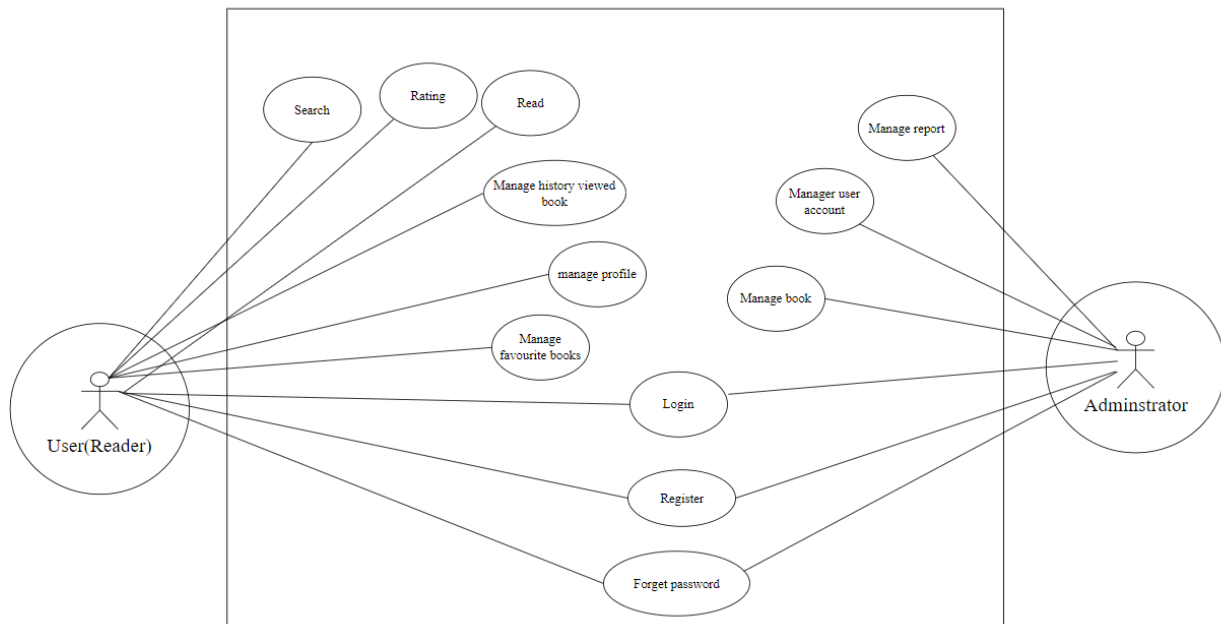 Search
Rating
Read
Manage report
Manage history viewed
book
Manager user
account
manage profile
Manage book
Manage
favourite books
Login
User(Reader)
Adminstrator
Register
Forget password